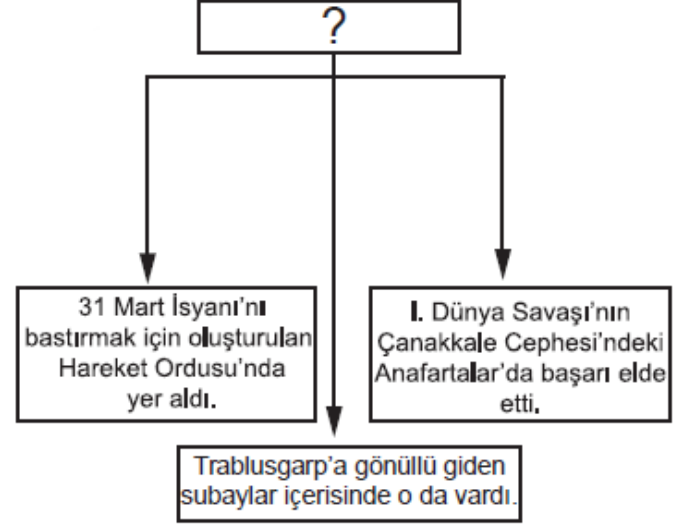 ?
31 Mart İsyanı'nı
bastırmak için oluşturulan
Hareket Ordusu'nda
yer aldı.
I. Dünya Savaşı'nın
Çanakkale Cephesi'ndeki
Anafartalar'da başarı elde
etti.
Trablusgarp'a gönüllü giden
subaylar içerisinde o da vardı.